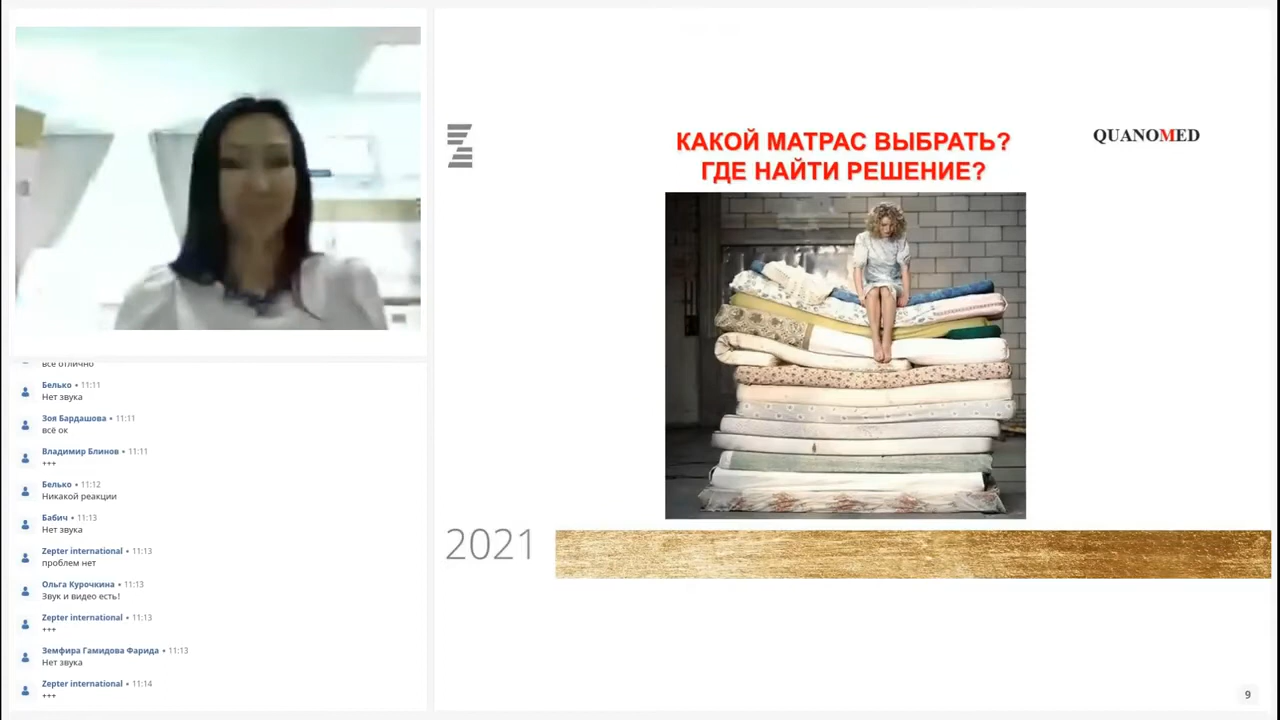 всё отлично
Белько • 11:11
Нет звука
Зоя Бардашова • 11:11
всё ок
Владимир Блинов • 11:11
+++
Белько • 11:12
Никакой реакции
Бабич • 11:13
Нет звука
Zepter international • 11:13
проблем нет
Ольга Курочкина • 11:13
Звук и видео есть!
Zepter international • 11:13
+++
Земфира Гамидова Фарида • 11:13
Нет звука
Zepter international • 11:14
+++
КАКОЙ МАТРАС ВЫБРАТЬ?
ГДЕ НАЙТИ РЕШЕНИЕ?
QUANOMED
2021
9